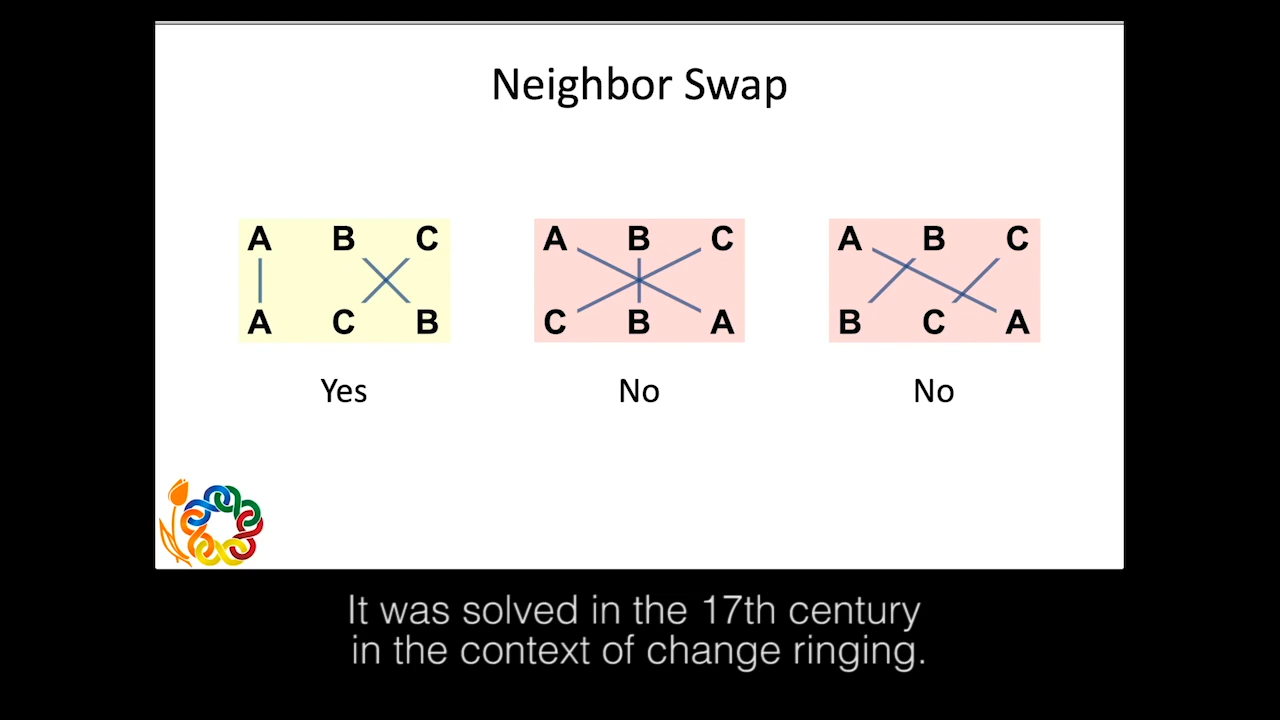 Neighbor Swap
A B C A B C A B C
A C B C B A B C A
Yes No No
It was solved in the 17th century
in the context of change ringing.